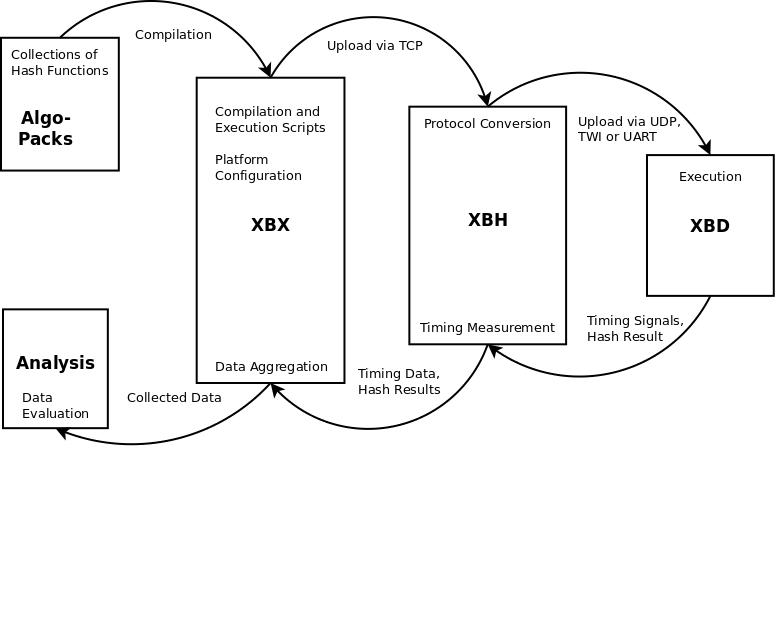 Compilation
Upload via TCP
Collections of
Hash Functions
Algo-
Packs
Compilation and
Execution Scripts
Platform
Configuration
XBX
Data Aggregation
Protocol Conversion
XBH
Timing Measurement
Upload via UDP,
TWI or UART
Execution
XBD
Timing Signals,
Hash Result
Timing Data,
Hash Results
Collected Data
Analysis
Data
Evaluation